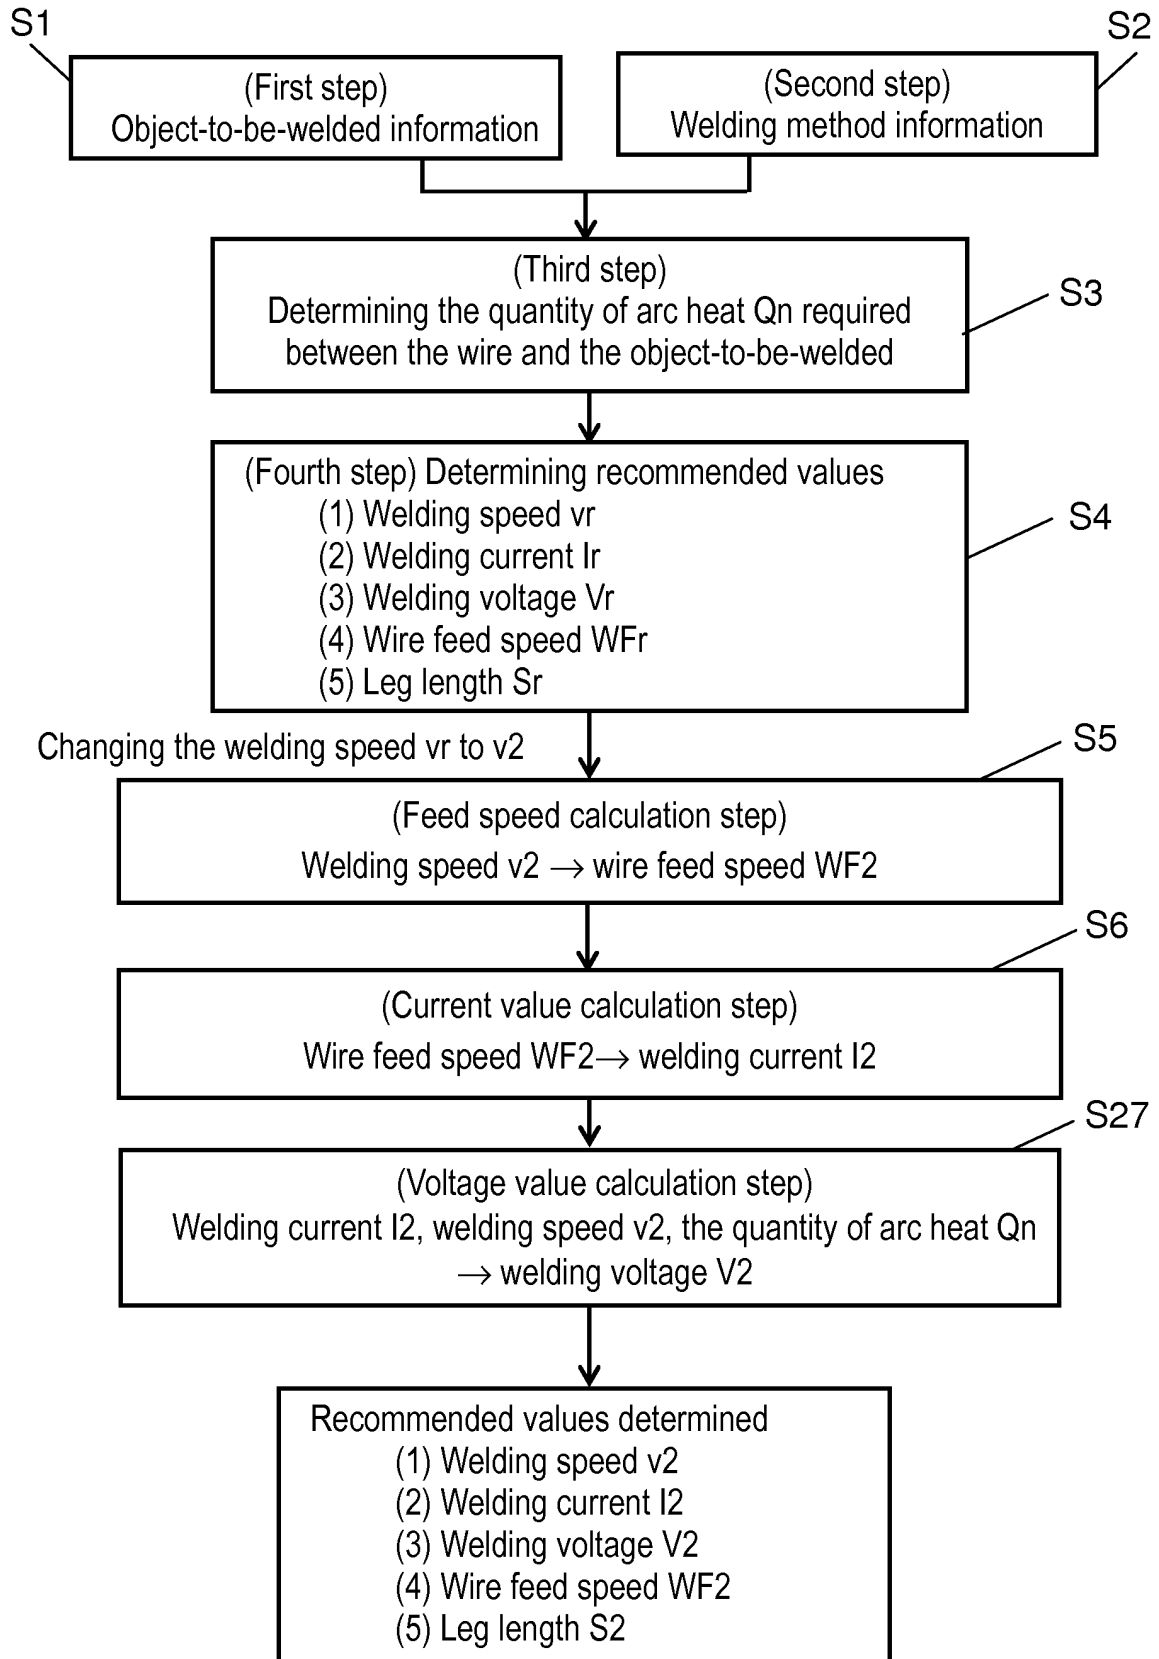 S1
S2
(First step)
Object-to-be-welded information
(Second step)
Welding method information
(Third step)
Determining the quantity of arc heat Qn required
between the wire and the object-to-be-welded
S3
(Fourth step) Determining recommended values
(1) Welding speed vr
(2) Welding current Ir
(3) Welding voltage Vr
(4) Wire feed speed WFr
(5) Leg length Sr
S4
Changing the welding speed vr to v2
S5
(Feed speed calculation step)
Welding speed v2 → wire feed speed WF2
S6
(Current value calculation step)
Wire feed speed WF2→ welding current I2
S27
(Voltage value calculation step)
Welding current I2, welding speed v2, the quantity of arc heat Qn
→ welding voltage V2
Recommended values determined
(1) Welding speed v2
(2) Welding current I2
(3) Welding voltage V2
(4) Wire feed speed WF2
(5) Leg length S2